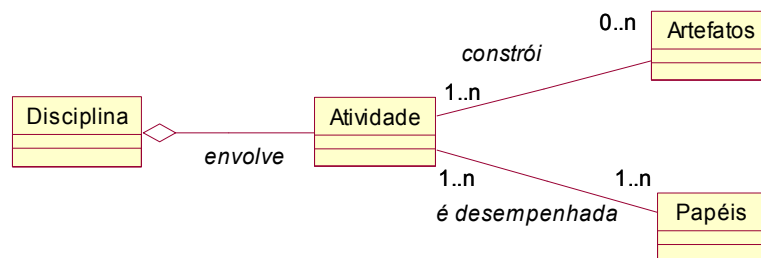 0..n
Artefatos
constrói
1..n
Disciplina
Atividade
envolve
1..n
1..n
é desempenhada
Papéis